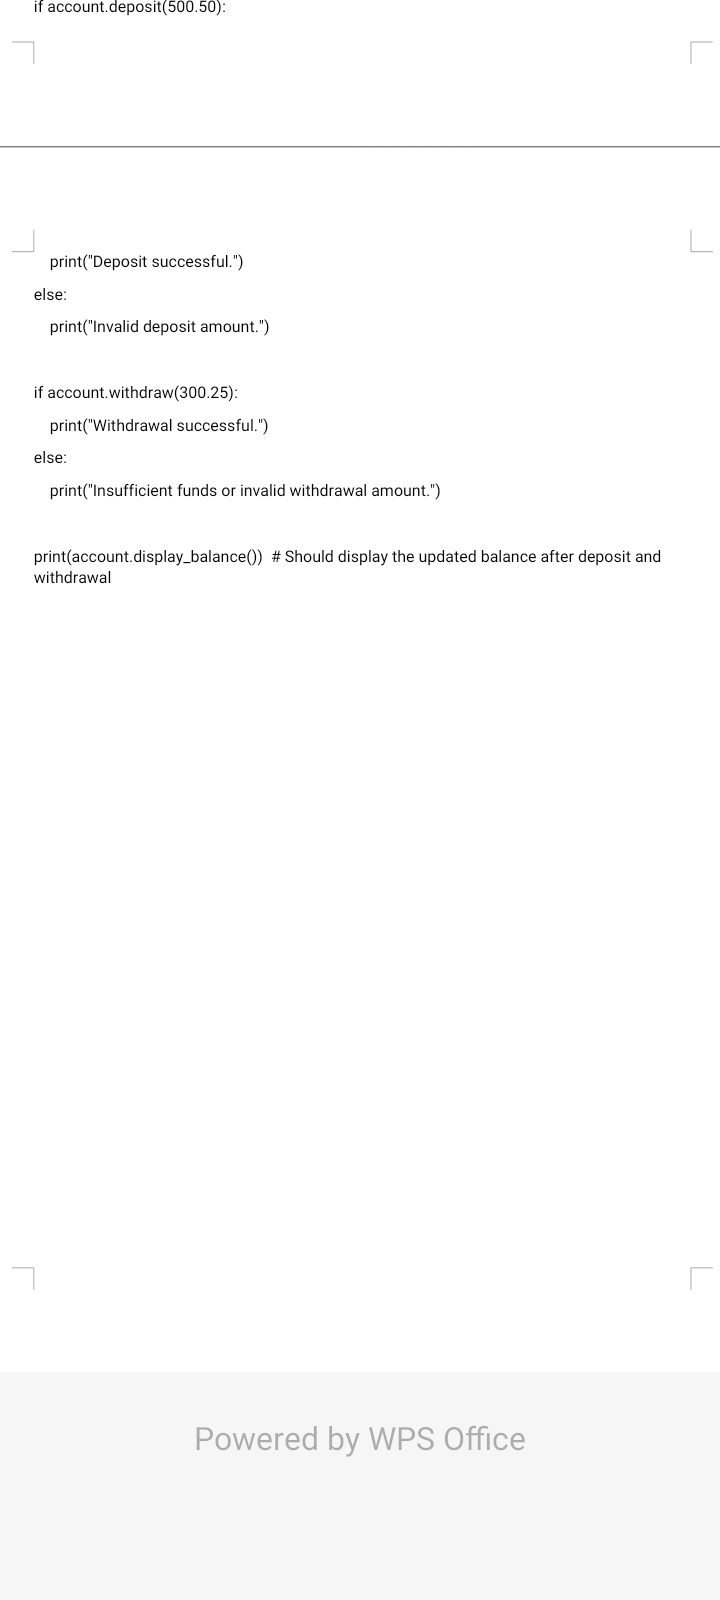 if account.deposit(500.50):
    print("Deposit successful.")
else:
    print("Invalid deposit amount.")
if account.withdraw(300.25):
    print("Withdrawal successful.")
else:
    print("Insufficient funds or invalid withdrawal amount.")
print(account.display_balance())  # Should display the updated balance after deposit and
withdrawal
Powered by WPS Office